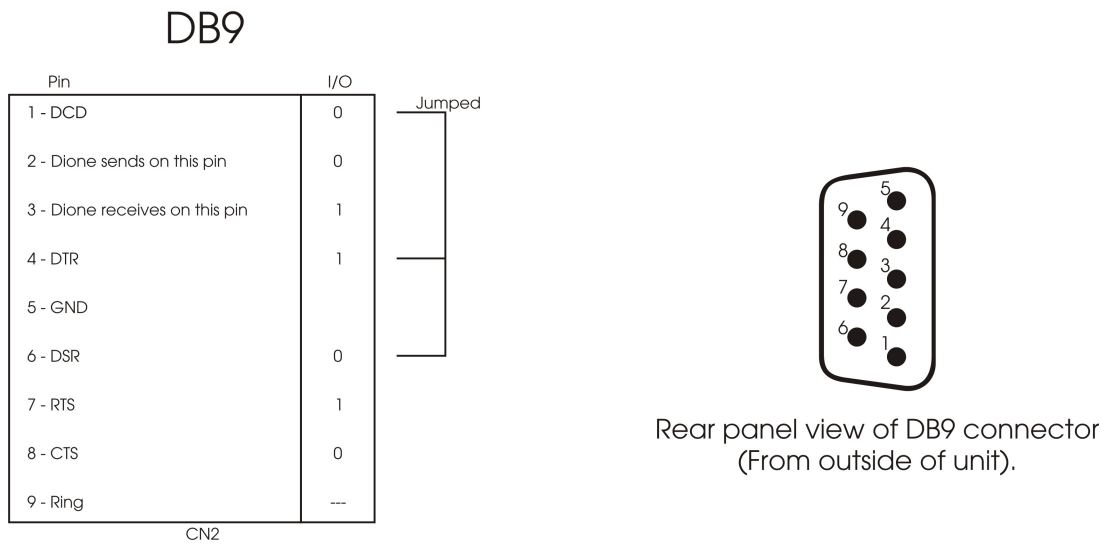 DB9
Pin I/O
Jumped
1 - DCD 0
2 - Dione sends on this pin 0
3 - Dione receives on this pin 1
4 - DTR 1
5 - GND
6 - DSR 0
7 - RTS 1
8 - CTS 0
9 - Ring ---
CN2
5
9
4
8
3
7
2
6
1
Rear panel view of DB9 connector
(From outside of unit).